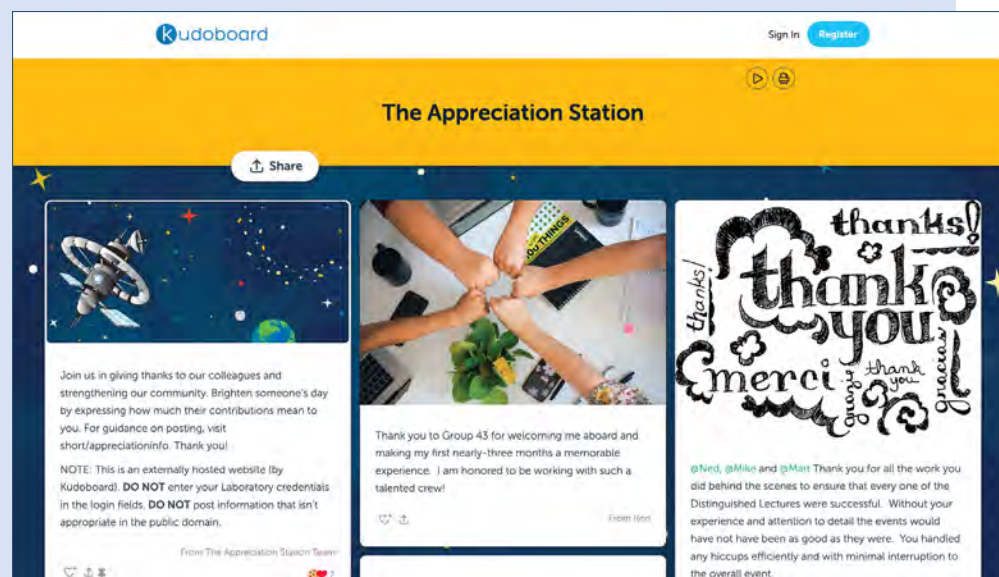 kudoboard
Sign In
Register
The Appreciation Station
Share
YOU THINGS
thanks!
thanks!
thank
you
merci
grazie
thank
you
gracias
Join us in giving thanks to our colleagues and
strengthening our community. Brighten someone's day
by expressing how much their contributions mean to
you. For guidance on posting, visit
short/appreciationinfo. Thank you!
NOTE: This is an externally hosted website (by
Kudoboard). DO NOT enter your Laboratory credentials
in the login fields. DO NOT post information that isn't
appropriate in the public domain.
From The Appreciation Station Team
Thank you to Group 43 for welcoming me aboard and
making my first nearly-three months a memorable
experience. I am honored to be working with such a
talented crew!
@Ned, @Mike and @Matt Thank you for all the work you
did behind the scenes to ensure that every one of the
Distinguished Lectures were successful. Without your
experience and attention to detail the events would
have not have been as good as they were. You handled
any hiccups efficiently and with minimal interruption to
the overall event.